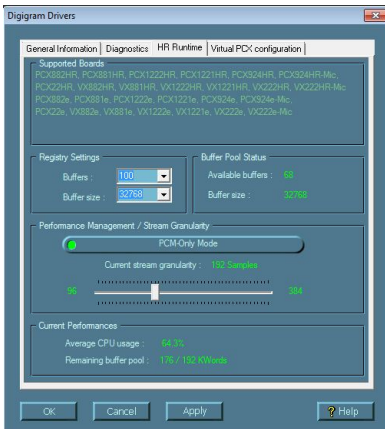 Digigram Drivers
General Information Diagnostics HR Runtime Virtual PCX configuration
Supported Boards
PCX882HR, PCX881HR, PCX1222HR, PCX1221HR, PCX924HR, PCX924HR-Mic,
PCX22HR, VX882HR, VX881HR, VX1222HR, VX1221HR, VX222HR, VX222HR-Mic
PCX882e, PCX881e, PCX1222e, PCX1221e, PCX924e, PCX924e-Mic,
PCX22e, VX882e, VX881e, VX1222e, VX1221e, VX222e, VX222e-Mic
Registry Settings
Buffers : 100
Buffer size : 32768
Buffer Pool Status
Available buffers : 68
Buffer size : 32768
Performance Management / Stream Granularity
PCM-Only Mode
Current stream granularity : 192 Samples
96 384
Current Performances
Average CPU usage : 64.3%
Remaining buffer pool : 176 / 192 KWords
OK Cancel Apply ? Help